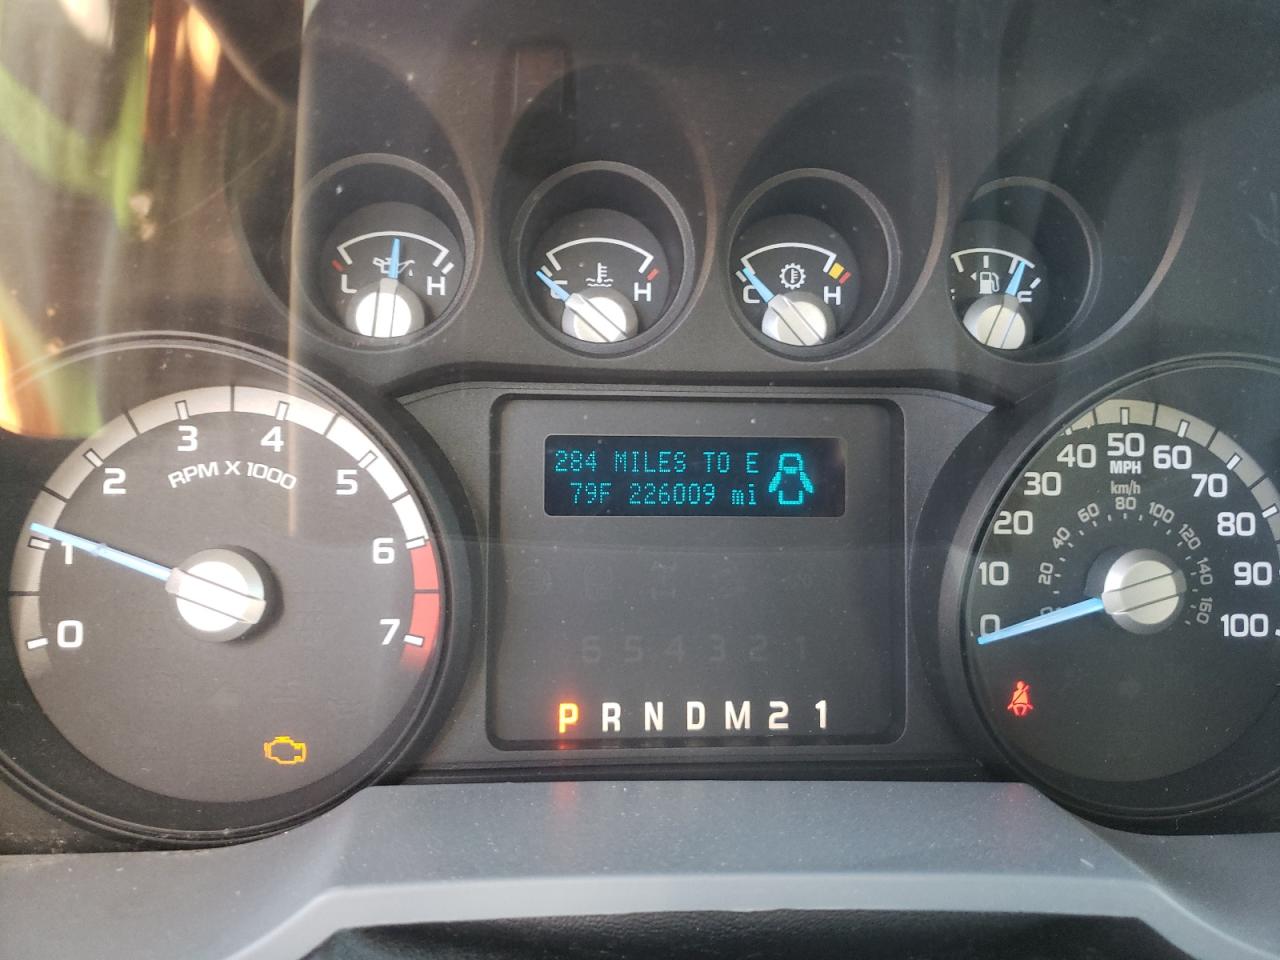 L H
C H
C H
F
0 1 2 3 4 5 6 7
RPM X 1000
284 MILES TO E
79F 226009 mi
6 5 4 3 2 1
P R N D M 2 1
0 10 20 30 40 50 60 70 80 90 100
MPH
km/h
20 40 60 80 100 120 140 160